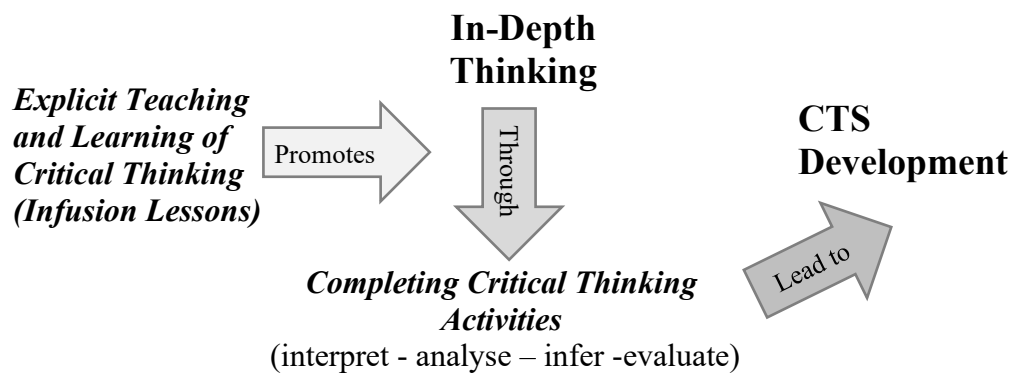 Explicit Teaching
and Learning of
Critical Thinking
(Infusion Lessons)
Promotes
In-Depth
Thinking
Through
Completing Critical Thinking
Activities
(interpret - analyse – infer -evaluate)
Lead to
CTS
Development